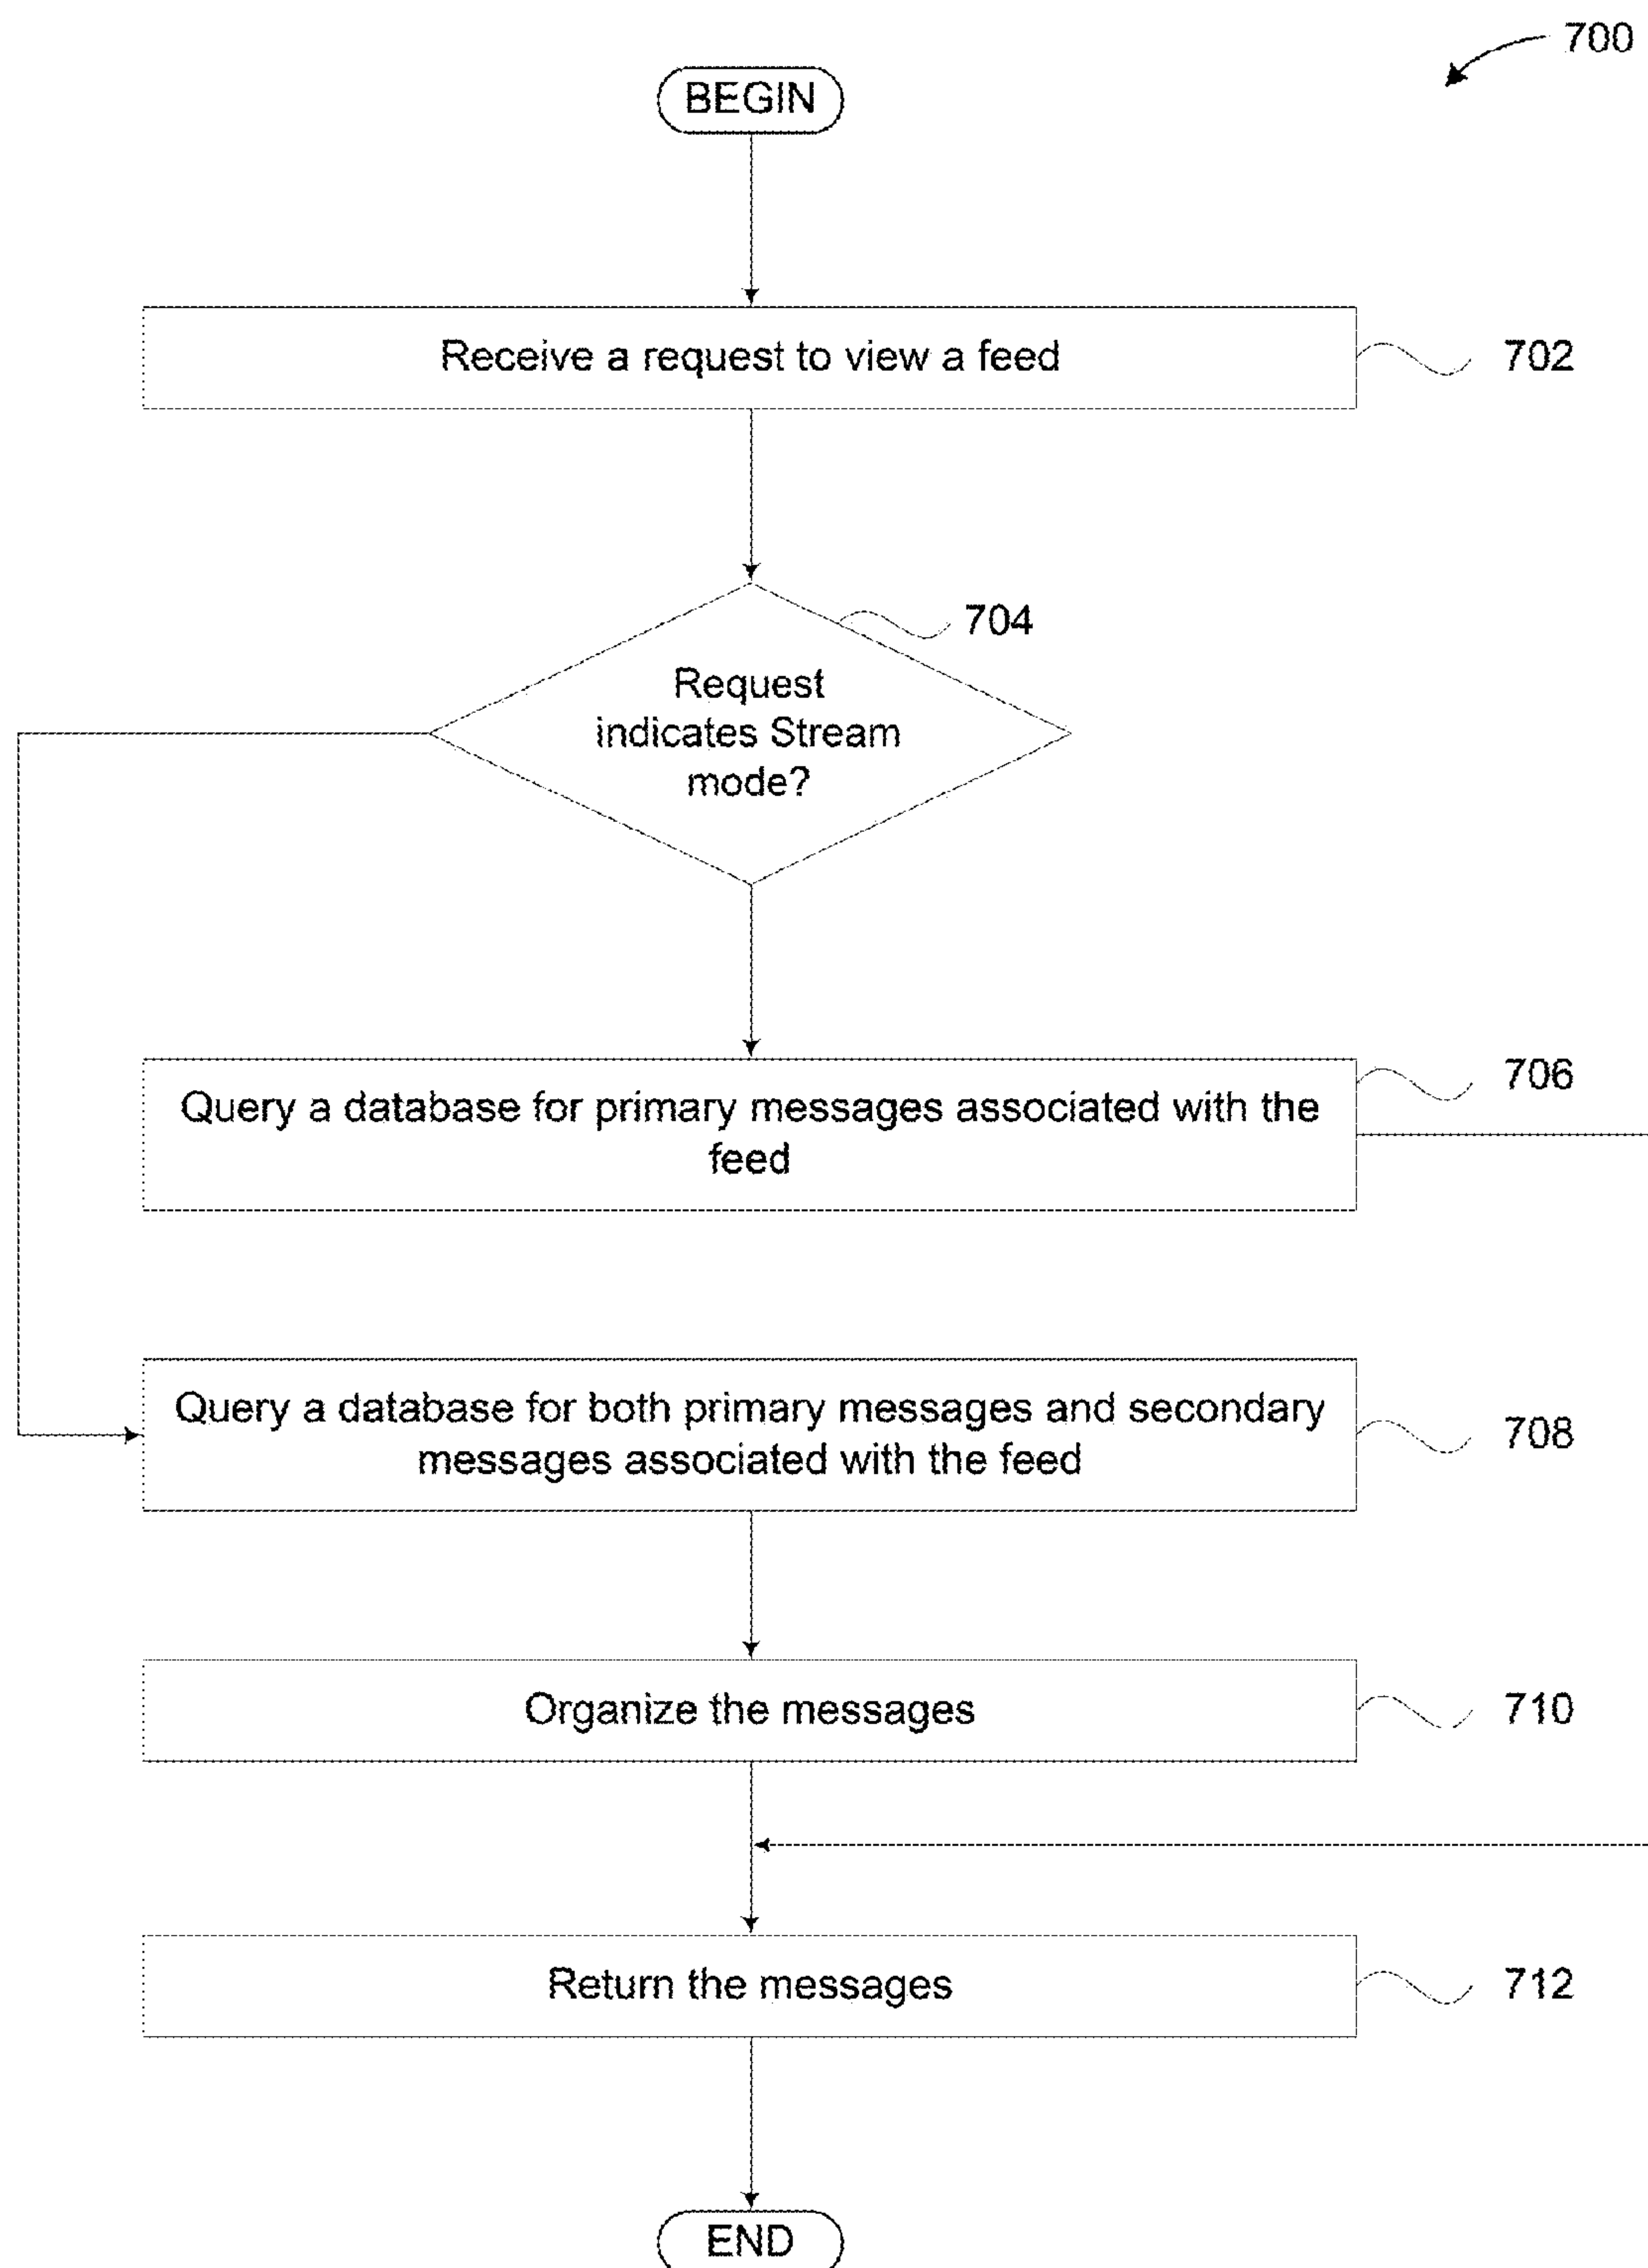 700
BEGIN
Receive a request to view a feed
702
704
Request
indicates Stream
mode?
706
Query a database for primary messages associated with the
feed
Query a database for both primary messages and secondary
messages associated with the feed
708
Organize the messages
710
Return the messages
712
END